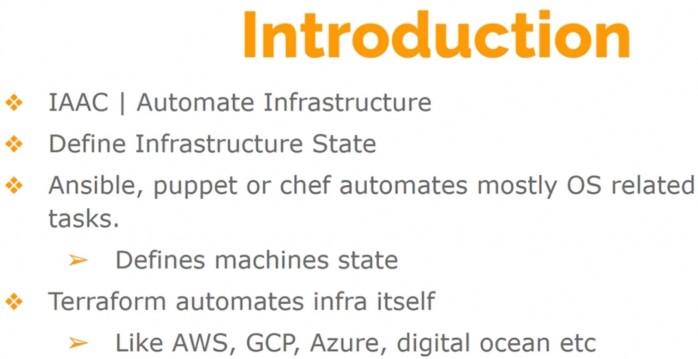 Introduction
❖ IAAC | Automate Infrastructure
❖ Define Infrastructure State
❖ Ansible, puppet or chef automates mostly OS related
tasks.
➢ Defines machines state
❖ Terraform automates infra itself
➢ Like AWS, GCP, Azure, digital ocean etc